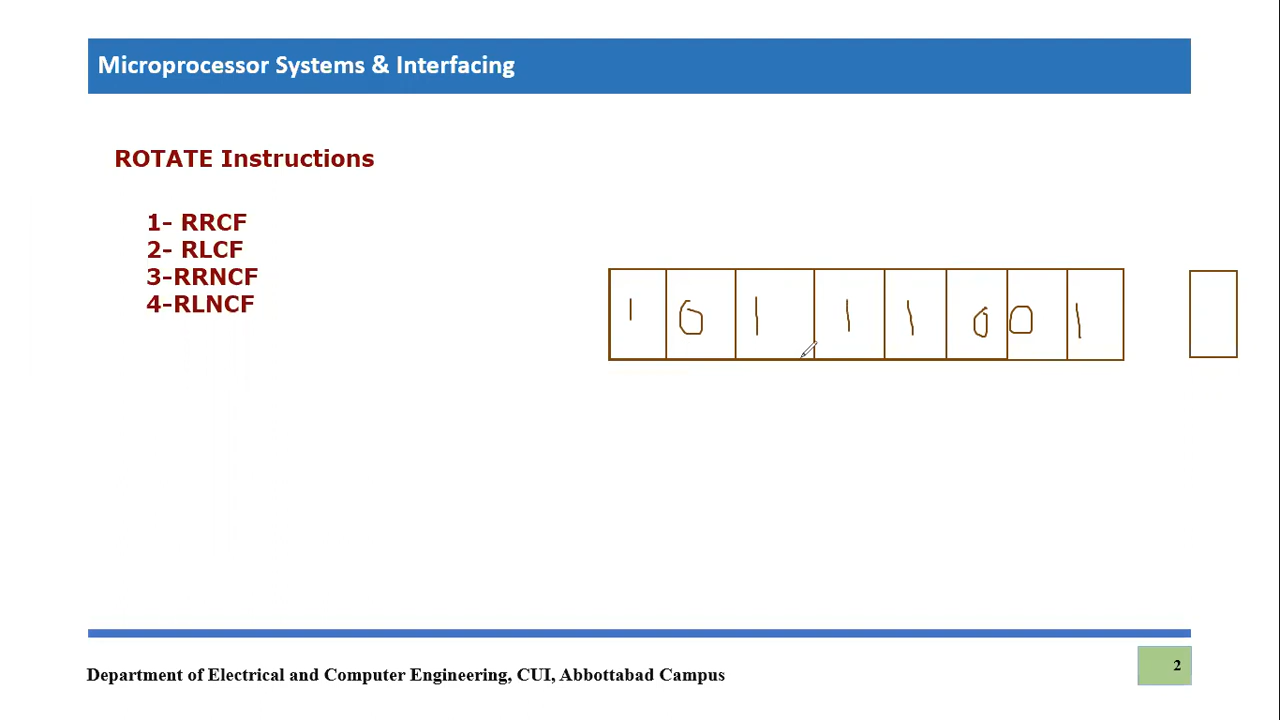 Microprocessor Systems & Interfacing
ROTATE Instructions
1- RRCF
2- RLCF
3-RRNCF
4-RLNCF
1 0 1 1 1 0 0 1
Department of Electrical and Computer Engineering, CUI, Abbottabad Campus
2